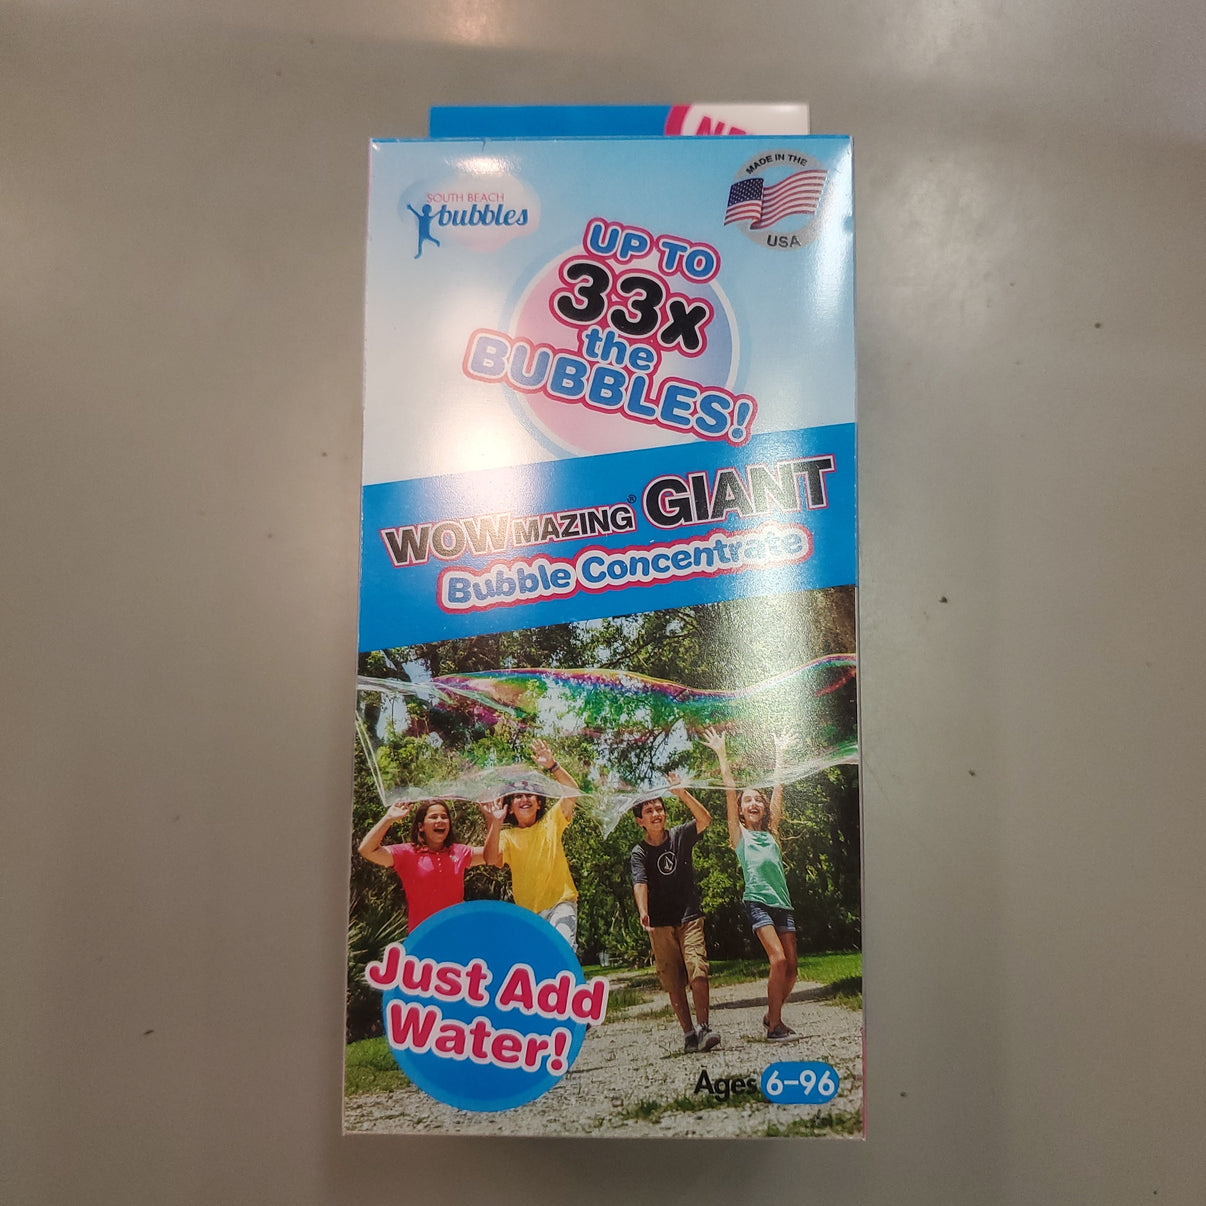 SOUTH BEACH
bubbles
MADE IN THE
USA
UP TO
33x
the
BUBBLES!
WOWMAZING® GIANT
Bubble Concentrate
Just Add
Water!
Ages 6-96